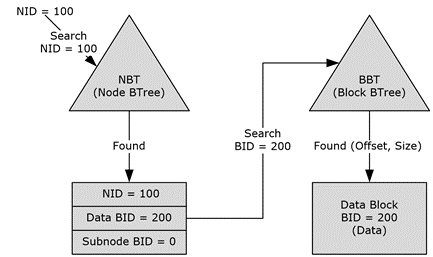 NID = 100
Search
NID = 100
NBT
(Node BTree)
Found
NID = 100
Data BID = 200
Subnode BID = 0
Search
BID = 200
BBT
(Block BTree)
Found (Offset, Size)
Data Block
BID = 200
(Data)